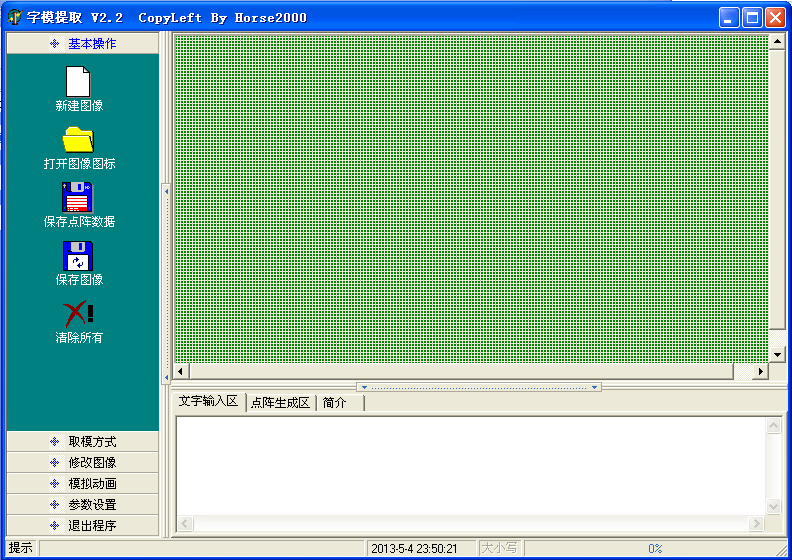 字模提取 V2.2 CopyLeft By Horse2000
基本操作
新建图像
打开图像图标
保存点阵数据
保存图像
清除所有
取模方式
修改图像
模拟动画
参数设置
退出程序
文字输入区 点阵生成区 简介
提示 2013-5-4 23:50:21 大小写 0%